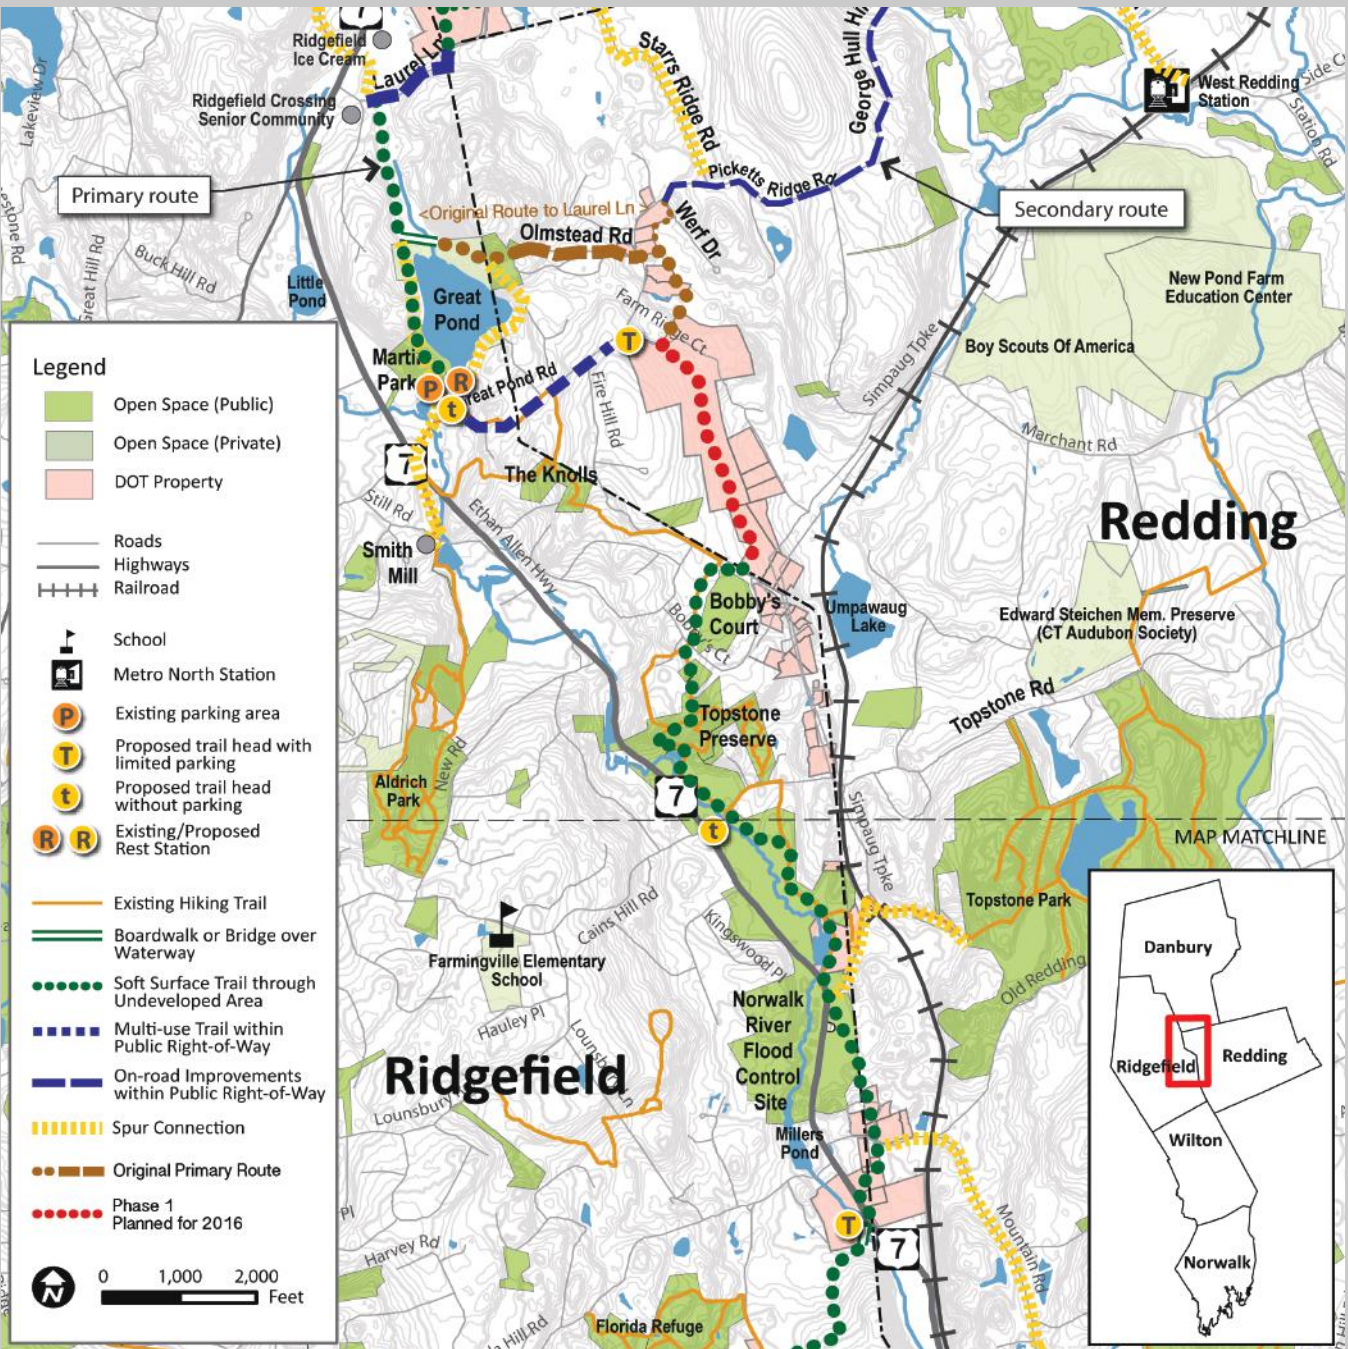 7
Ridgefield
Ice Cream
Laurel Ln
Starrs Ridge Rd
West Redding
Station
Station Rd
Lakeview Dr
Ridgefield Crossing
Senior Community
Picketts Ridge Rd
Primary route
Secondary route
<Original Route to Laurel Ln >
Olmstead Rd
Werf Dr
Great Hill Rd
Buck Hill Rd
Little
Pond
Great
Pond
New Pond Farm
Education Center
Farm Ridge Ct
Simpaug Tpke
Boy Scouts Of America
T
P
R
t
Fire Hill Rd
Marchant Rd
7
The Knolls
Still Rd
Ethan Allen Hwy
Redding
Smith
Mill
Bobby's
Court
Bobby's Ct
Umpawaug
Lake
Edward Steichen Mem. Preserve
(CT Audubon Society)
Topstone Rd
Topstone
Preserve
New Rd
Aldrich
Park
7
t
Simpaug Tpke
MAP MATCHLINE
Topstone Park
Cains Hill Rd
Kingswood Pl
Farmingville Elementary
School
Old Redding
Norwalk
River
Flood
Control
Site
Hauley Pl
Ridgefield
Lounsbury
Millers
Pond
T
7
Mountain Rd
Pl
Harvey Rd
Hill Rd
Florida Refuge
Legend
Open Space (Public)
Open Space (Private)
DOT Property
Roads
Highways
Railroad
School
Metro North Station
P
Existing parking area
T
Proposed trail head with
limited parking
t
Proposed trail head
without parking
R R
Existing/Proposed
Rest Station
Existing Hiking Trail
Boardwalk or Bridge over
Waterway
Soft Surface Trail through
Undeveloped Area
Multi-use Trail within
Public Right-of-Way
On-road Improvements
within Public Right-of-Way
Spur Connection
Original Primary Route
Phase 1
Planned for 2016
N
0 1,000 2,000
Feet
Danbury
Ridgefield
Redding
Wilton
Norwalk